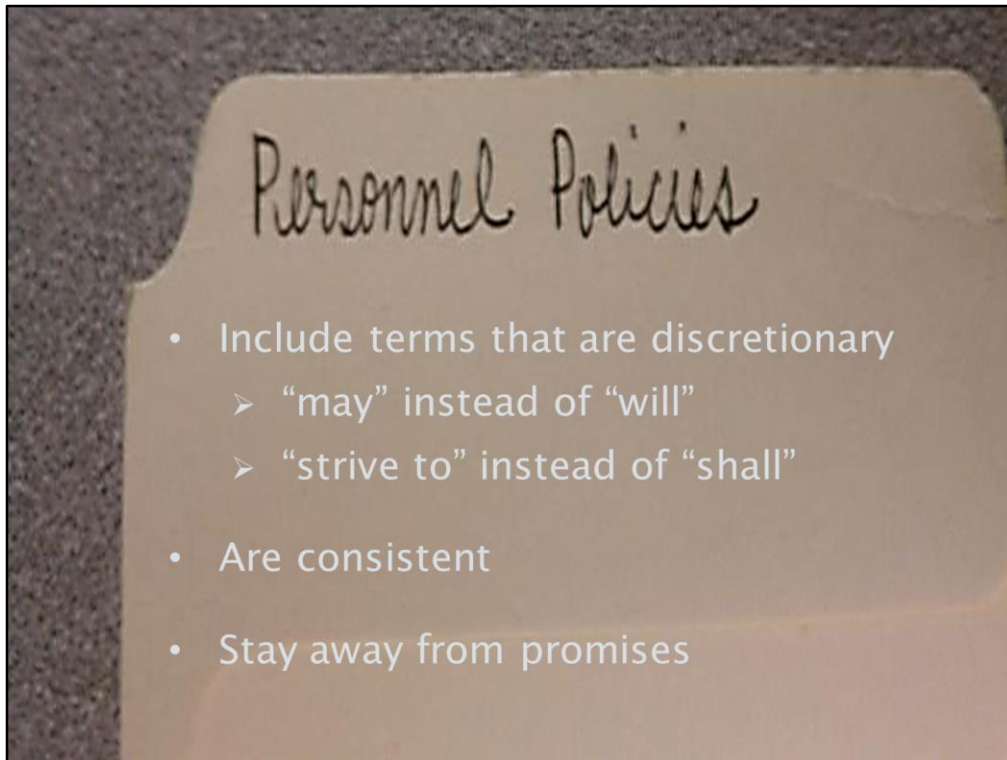 Personnel Policies
• Include terms that are discretionary
➢ “may” instead of “will”
➢ “strive to” instead of “shall”
• Are consistent
• Stay away from promises